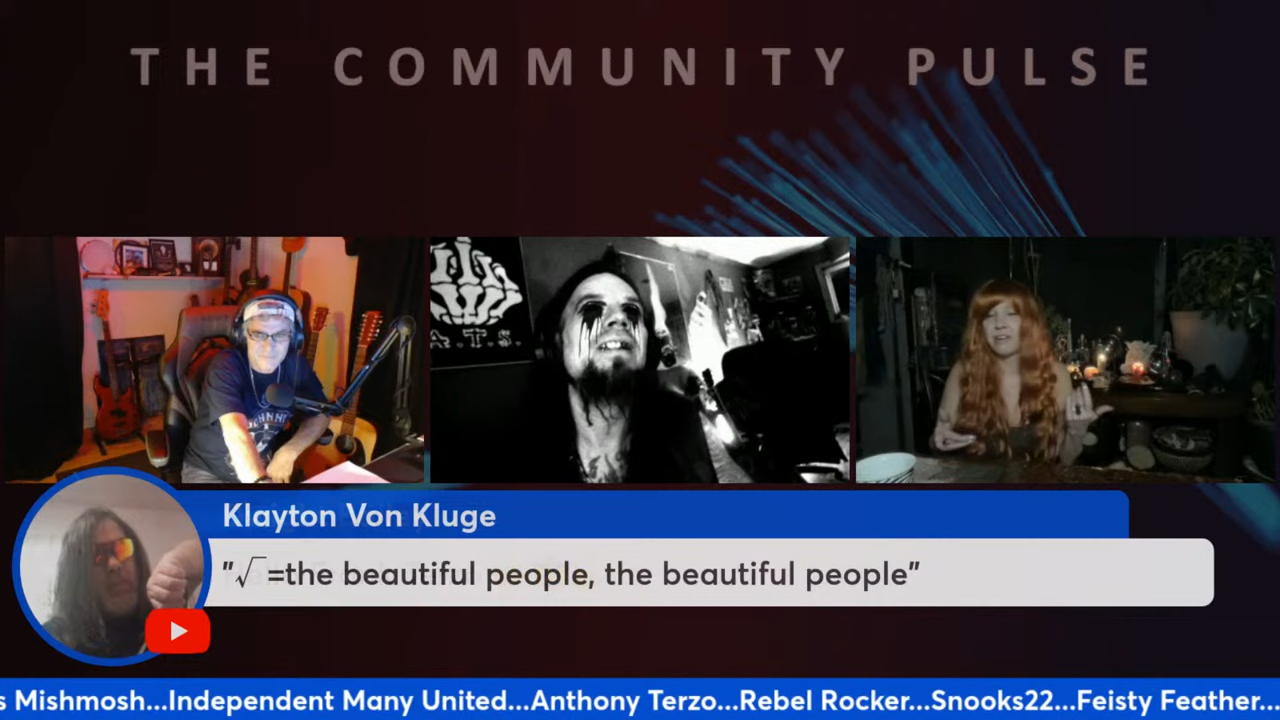 THE COMMUNITY PULSE
A.T.S.
Klayton Von Kluge
"√=the beautiful people, the beautiful people"
s Mishmosh...Independent Many United...Anthony Terzo...Rebel Rocker...Snooks22...Feisty Feather...